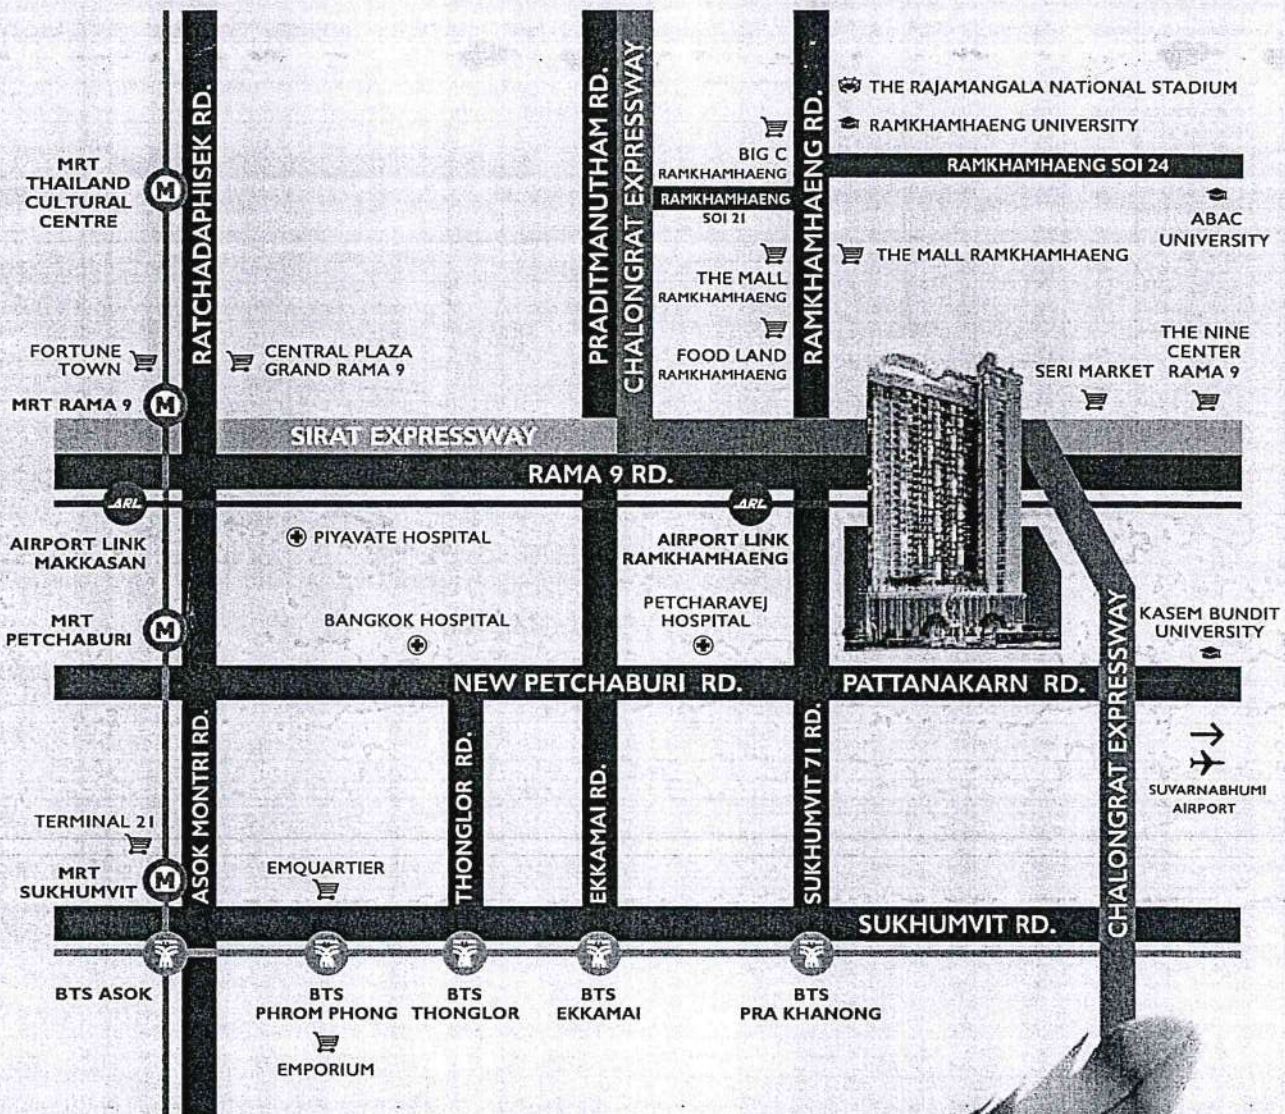 THE RAJAMANGALA NATIONAL STADIUM
RAMKHAMHAENG UNIVERSITY
BIG C
RAMKHAMHAENG
RAMKHAMHAENG SOI 24
MRT
THAILAND
CULTURAL
CENTRE
M
RATCHADAPHISEK RD.
PRADITMANUTHAM RD.
CHALONGRAT EXPRESSWAY
RAMKHAMHAENG RD.
RAMKHAMHAENG
SOI 21
ABAC
UNIVERSITY
THE MALL RAMKHAMHAENG
THE MALL
RAMKHAMHAENG
FORTUNE
TOWN
CENTRAL PLAZA
GRAND RAMA 9
FOOD LAND
RAMKHAMHAENG
SERI MARKET
THE NINE
CENTER
RAMA 9
MRT RAMA 9
M
SIRAT EXPRESSWAY
RAMA 9 RD.
ARL
ARL
AIRPORT LINK
MAKKASAN
PIYAVATE HOSPITAL
AIRPORT LINK
RAMKHAMHAENG
MRT
PETCHABURI
M
BANGKOK HOSPITAL
PETCHARAVEJ
HOSPITAL
KASEM BUNDIT
UNIVERSITY
NEW PETCHABURI RD.
PATTANAKARN RD.
ASOK MONTRI RD.
THONGLOR RD.
EKKAMAI RD.
SUKHUMVIT 71 RD.
CHALONGRAT EXPRESSWAY
SUVARNABHUMI
AIRPORT
TERMINAL 21
MRT
SUKHUMVIT
M
EMQUARTIER
SUKHUMVIT RD.
BTS ASOK
BTS
PHROM PHONG
BTS
THONGLOR
BTS
EKKAMAI
BTS
PRA KHANONG
EMPORIUM